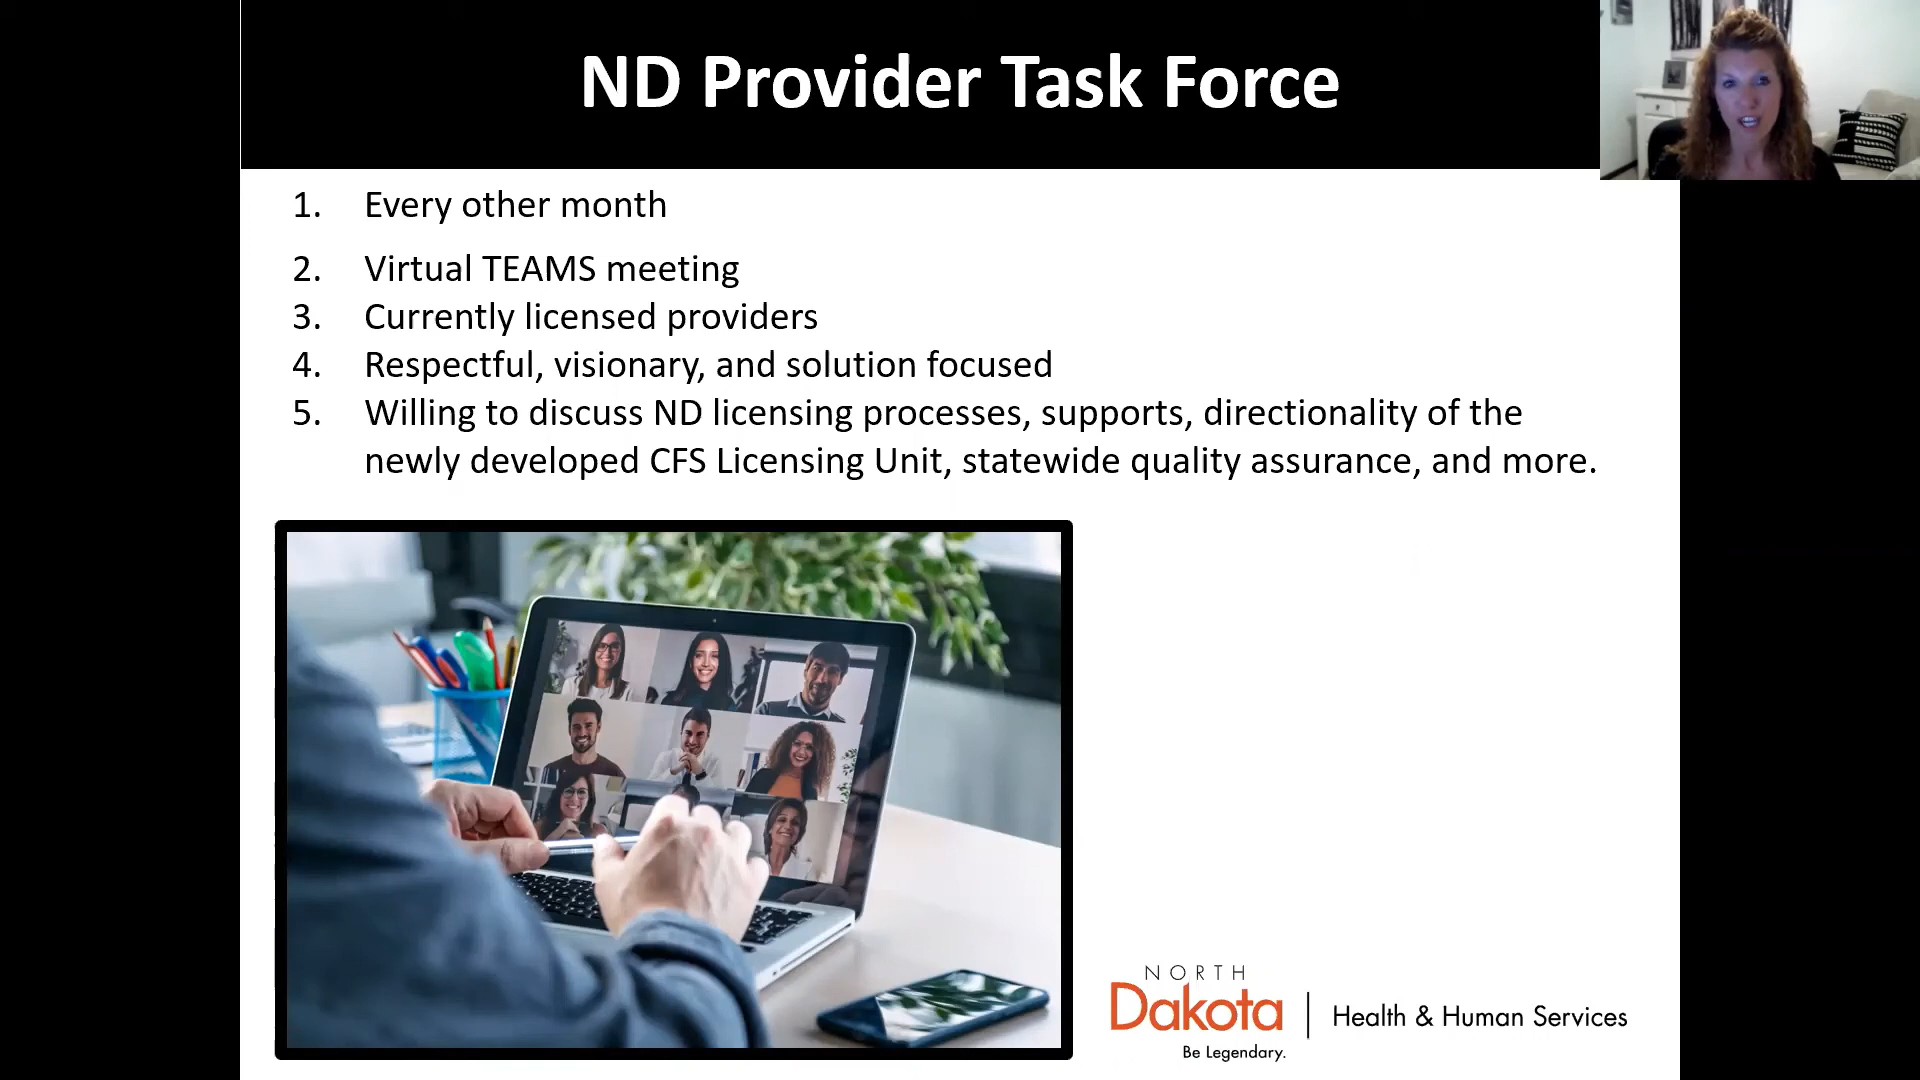 ND Provider Task Force
1. Every other month
2. Virtual TEAMS meeting
3. Currently licensed providers
4. Respectful, visionary, and solution focused
5. Willing to discuss ND licensing processes, supports, directionality of the
newly developed CFS Licensing Unit, statewide quality assurance, and more.
NORTH
Dakota
Be Legendary.
Health & Human Services